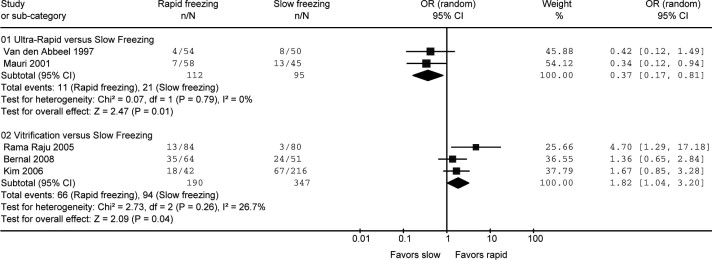 Study Rapid freezing Slow freezing OR (random) Weight OR (random)
or sub-category n/N n/N 95% CI % 95% CI
01 Ultra-Rapid versus Slow Freezing
Van den Abbeel 1997 4/54 8/50 45.88 0.42 [0.12, 1.49]
Mauri 2001 7/58 13/45 54.12 0.34 [0.12, 0.94]
Subtotal (95% CI) 112 95 100.00 0.37 [0.17, 0.81]
Total events: 11 (Rapid freezing), 21 (Slow freezing)
Test for heterogeneity: Chi² = 0.07, df = 1 (P = 0.79), I² = 0%
Test for overall effect: Z = 2.47 (P = 0.01)
02 Vitrification versus Slow Freezing
Rama Raju 2005 13/84 3/80 25.66 4.70 [1.29, 17.18]
Bernal 2008 35/64 24/51 36.55 1.36 [0.65, 2.84]
Kim 2006 18/42 67/216 37.79 1.67 [0.85, 3.28]
Subtotal (95% CI) 190 347 100.00 1.82 [1.04, 3.20]
Total events: 66 (Rapid freezing), 94 (Slow freezing)
Test for heterogeneity: Chi² = 2.73, df = 2 (P = 0.26), I² = 26.7%
Test for overall effect: Z = 2.09 (P = 0.04)
0.01 0.1 1 10 100
Favors slow Favors rapid